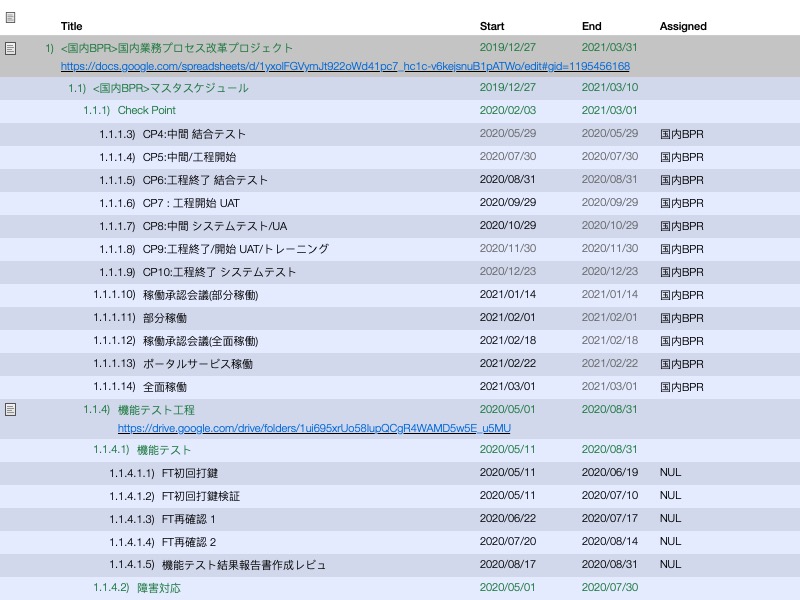 Title Start End Assigned
1) <国内BPR>国内業務プロセス改革プロジェクト 2019/12/27 2021/03/31
https://docs.google.com/spreadsheets/d/1yxolFGVymJt922oWd41pc7_hc1c-v6kejsnuB1pATWo/edit#gid=1195456168
1.1) <国内BPR>マスタスケジュール 2019/12/27 2021/03/10
1.1.1) Check Point 2020/02/03 2021/03/01
1.1.1.3) CP4:中間 結合テスト 2020/05/29 2020/05/29 国内BPR
1.1.1.4) CP5:中間/工程開始 2020/07/30 2020/07/30 国内BPR
1.1.1.5) CP6:工程終了 結合テスト 2020/08/31 2020/08/31 国内BPR
1.1.1.6) CP7 : 工程開始 UAT 2020/09/29 2020/09/29 国内BPR
1.1.1.7) CP8:中間 システムテスト/UA 2020/10/29 2020/10/29 国内BPR
1.1.1.8) CP9:工程終了/開始 UAT/トレーニング 2020/11/30 2020/11/30 国内BPR
1.1.1.9) CP10:工程終了 システムテスト 2020/12/23 2020/12/23 国内BPR
1.1.1.10) 稼働承認会議(部分稼働) 2021/01/14 2021/01/14 国内BPR
1.1.1.11) 部分稼働 2021/02/01 2021/02/01 国内BPR
1.1.1.12) 稼働承認会議(全面稼働) 2021/02/18 2021/02/18 国内BPR
1.1.1.13) ポータルサービス稼働 2021/02/22 2021/02/22 国内BPR
1.1.1.14) 全面稼働 2021/03/01 2021/03/01 国内BPR
1.1.4) 機能テスト工程 2020/05/01 2020/08/31
https://drive.google.com/drive/folders/1ui695xrUo58IupQCgR4WAMD5w5E_u5MU
1.1.4.1) 機能テスト 2020/05/11 2020/08/31
1.1.4.1.1) FT初回打鍵 2020/05/11 2020/06/19 NUL
1.1.4.1.2) FT初回打鍵検証 2020/05/11 2020/07/10 NUL
1.1.4.1.3) FT再確認 1 2020/06/22 2020/07/17 NUL
1.1.4.1.4) FT再確認 2 2020/07/20 2020/08/14 NUL
1.1.4.1.5) 機能テスト結果報告書作成レビュ 2020/08/17 2020/08/31 NUL
1.1.4.2) 障害対応 2020/05/01 2020/07/30